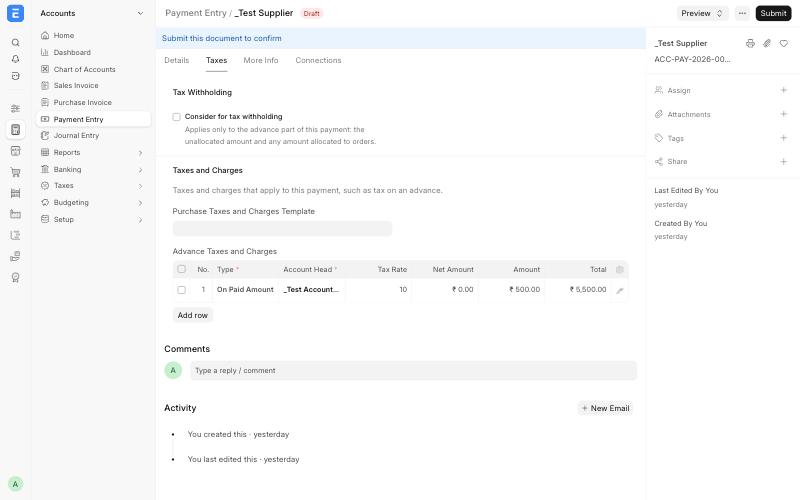 Accounts
Home
Dashboard
Chart of Accounts
Sales Invoice
Purchase Invoice
Payment Entry
Journal Entry
Reports
Banking
Taxes
Budgeting
Setup
A
Payment Entry / _Test Supplier Draft
Preview
Submit
Submit this document to confirm
Details Taxes More Info Connections
Tax Withholding
Consider for tax withholding
Applies only to the advance part of this payment: the
unallocated amount and any amount allocated to orders.
Taxes and Charges
Taxes and charges that apply to this payment, such as tax on an advance.
Purchase Taxes and Charges Template
Advance Taxes and Charges
No. Type * Account Head * Tax Rate Net Amount Amount Total
1 On Paid Amount _Test Account... 10 ₹ 0.00 ₹ 500.00 ₹ 5,500.00
Add row
Comments
A Type a reply / comment
Activity
+ New Email
You created this · yesterday
You last edited this · yesterday
_Test Supplier
ACC-PAY-2026-00...
Assign
Attachments
Tags
Share
Last Edited By You
yesterday
Created By You
yesterday